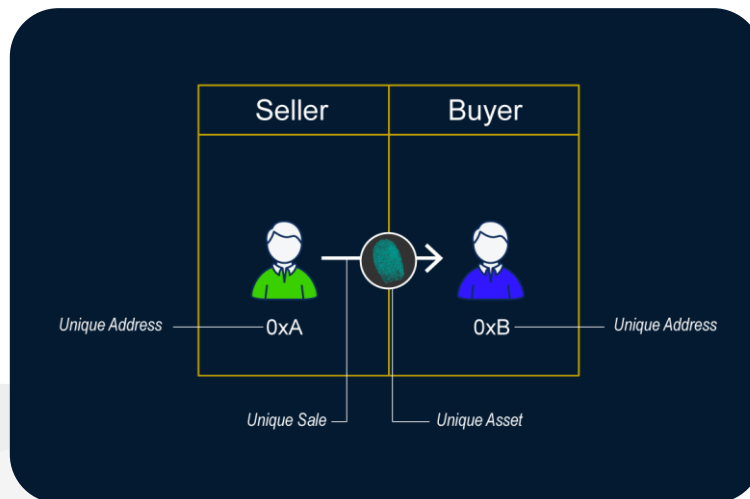 Seller
Buyer
Unique Address
0xA
0xB
Unique Address
Unique Sale
Unique Asset